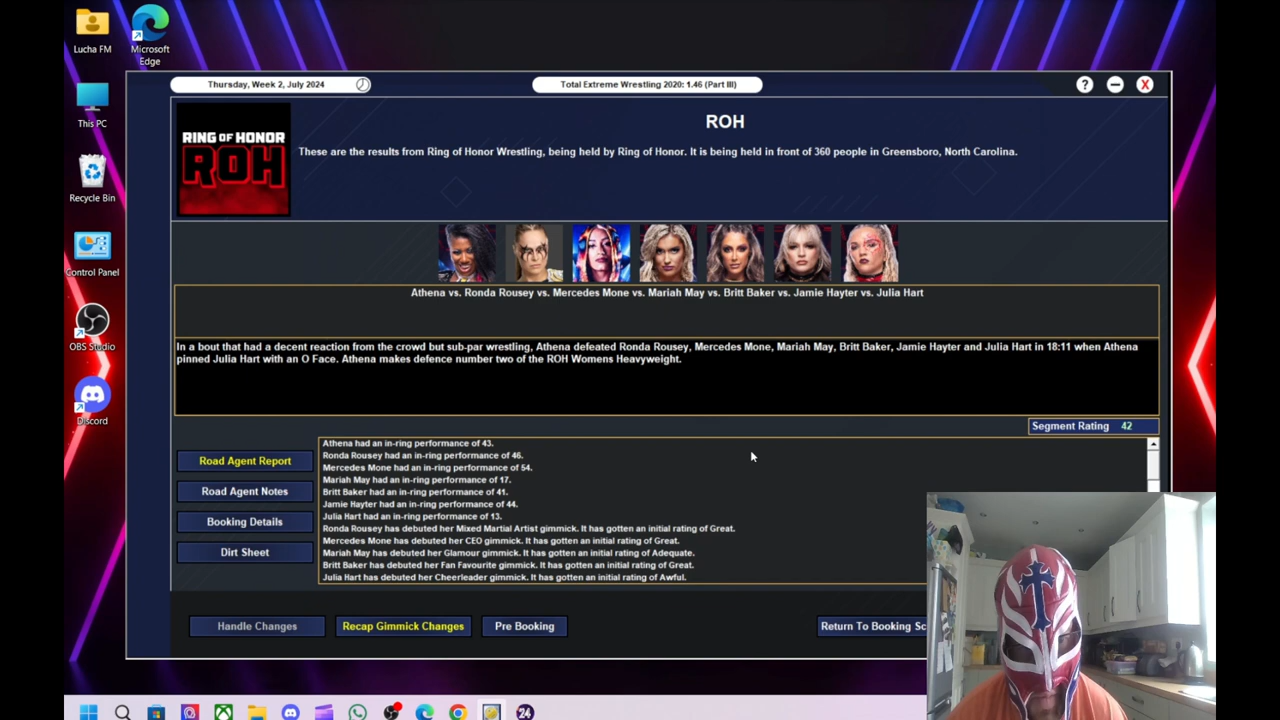 Lucha FM
Microsoft
Edge
This PC
Recycle Bin
Control Panel
OBS Studio
Discord
Thursday, Week 2, July 2024
Total Extreme Wrestling 2020: 1.46 (Part III)
?
X
RING OF HONOR
ROH
ROH
These are the results from Ring of Honor Wrestling, being held by Ring of Honor. It is being held in front of 360 people in Greensboro, North Carolina.
Athena vs. Ronda Rousey vs. Mercedes Mone vs. Mariah May vs. Britt Baker vs. Jamie Hayter vs. Julia Hart
In a bout that had a decent reaction from the crowd but sub-par wrestling, Athena defeated Ronda Rousey, Mercedes Mone, Mariah May, Britt Baker, Jamie Hayter and Julia Hart in 18:11 when Athena
pinned Julia Hart with an O Face. Athena makes defence number two of the ROH Womens Heavyweight.
Segment Rating 42
Road Agent Report
Road Agent Notes
Booking Details
Dirt Sheet
Athena had an in-ring performance of 43.
Ronda Rousey had an in-ring performance of 46.
Mercedes Mone had an in-ring performance of 54.
Mariah May had an in-ring performance of 17.
Britt Baker had an in-ring performance of 41.
Jamie Hayter had an in-ring performance of 44.
Julia Hart had an in-ring performance of 13.
Ronda Rousey has debuted her Mixed Martial Artist gimmick. It has gotten an initial rating of Great.
Mercedes Mone has debuted her CEO gimmick. It has gotten an initial rating of Great.
Mariah May has debuted her Glamour gimmick. It has gotten an initial rating of Adequate.
Britt Baker has debuted her Fan Favourite gimmick. It has gotten an initial rating of Great.
Julia Hart has debuted her Cheerleader gimmick. It has gotten an initial rating of Awful.
Handle Changes
Recap Gimmick Changes
Pre Booking
Return To Booking Sc
24